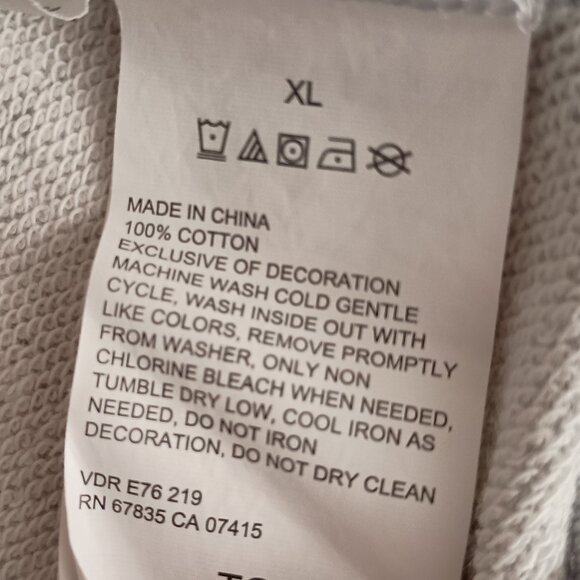 XL
MADE IN CHINA
100% COTTON
EXCLUSIVE OF DECORATION
MACHINE WASH COLD GENTLE
CYCLE, WASH INSIDE OUT WITH
LIKE COLORS, REMOVE PROMPTLY
FROM WASHER, ONLY NON
CHLORINE BLEACH WHEN NEEDED,
TUMBLE DRY LOW, COOL IRON AS
NEEDED, DO NOT IRON
DECORATION, DO NOT DRY CLEAN
VDR E76 219
RN 67835 CA 07415